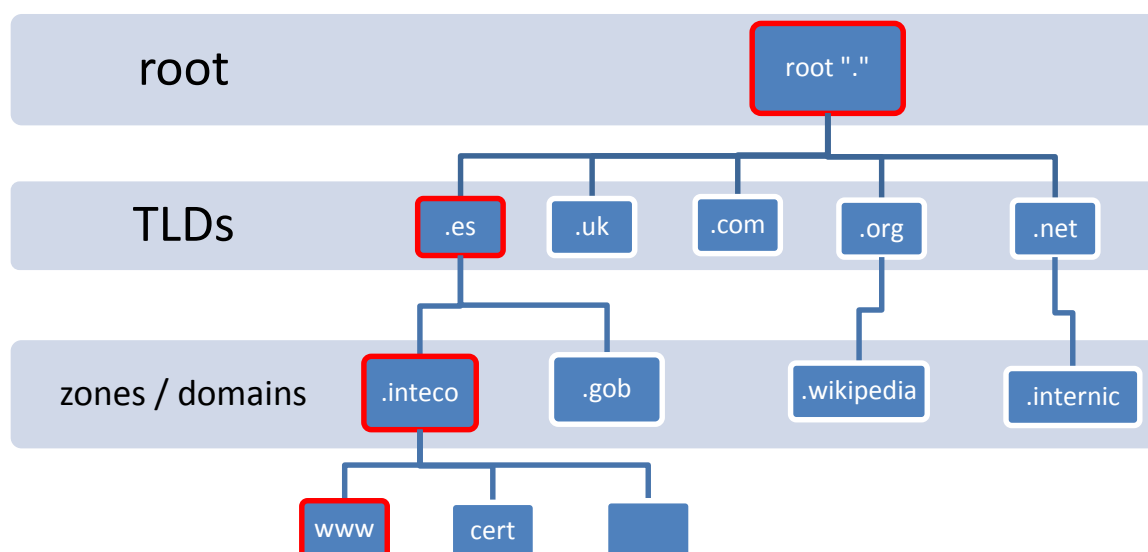 root
root "."
TLDs
.es
.uk
.com
.org
.net
zones / domains
.inteco
.gob
.wikipedia
.internic
www
cert